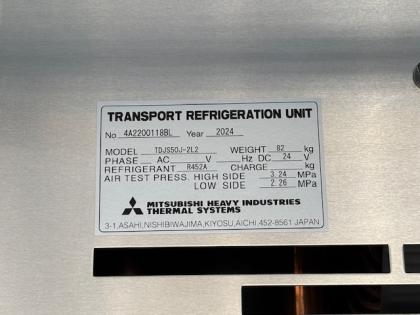 TRANSPORT REFRIGERATION UNIT
No 4A2200118BL Year 2024
MODEL TDJS50J-2L2 WEIGHT 82 kg
PHASE AC V Hz DC 24 V
REFRIGERANT R452A CHARGE kg
AIR TEST PRESS. HIGH SIDE 3.24 MPa
LOW SIDE 2.26 MPa
MITSUBISHI HEAVY INDUSTRIES
THERMAL SYSTEMS
3-1, ASAHI, NISHIBIWAJIMA, KIYOSU, AICHI, 452-8561 JAPAN